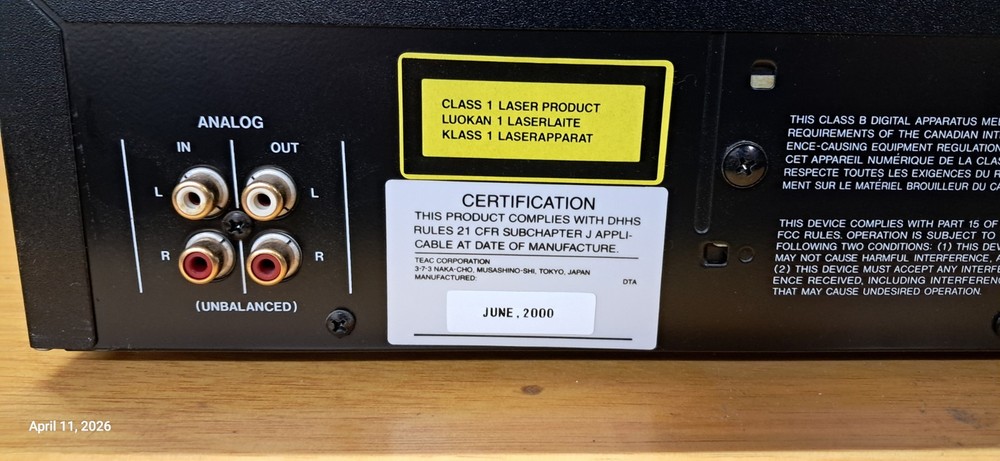 ANALOG
IN OUT
L L
R R
(UNBALANCED)
CLASS 1 LASER PRODUCT
LUOKAN 1 LASERLAITE
KLASS 1 LASERAPPARAT
CERTIFICATION
THIS PRODUCT COMPLIES WITH DHHS
RULES 21 CFR SUBCHAPTER J APPLI-
CABLE AT DATE OF MANUFACTURE.
TEAC CORPORATION
3-7-3 NAKA-CHO, MUSASHINO-SHI, TOKYO, JAPAN
MANUFACTURED: DTA
JUNE, 2000
THIS CLASS B DIGITAL APPARATUS
REQUIREMENTS OF THE CANADIAN
ENCE-CAUSING EQUIPMENT REGULATION
CET APPAREIL NUMÉRIQUE DE LA
RESPECTE TOUTES LES EXIGENCES DU
MENT SUR LE MATÉRIEL BROUILLEUR DU
THIS DEVICE COMPLIES WITH PART 15 OF
FCC RULES. OPERATION IS SUBJECT TO
FOLLOWING TWO CONDITIONS: (1) THIS
MAY NOT CAUSE HARMFUL INTERFERENCE,
(2) THIS DEVICE MUST ACCEPT ANY
ENCE RECEIVED, INCLUDING
THAT MAY CAUSE UNDESIRED OPERATION.
April 11, 2026